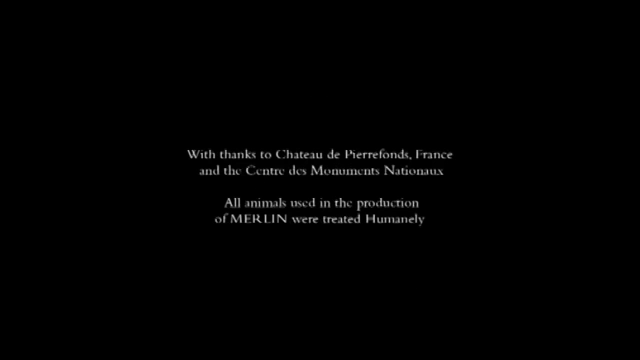 With thanks to Chateau de Pierrefonds, France
and the Centre des Monuments Nationaux
All animals used in the production
of MERLIN were treated Humanely